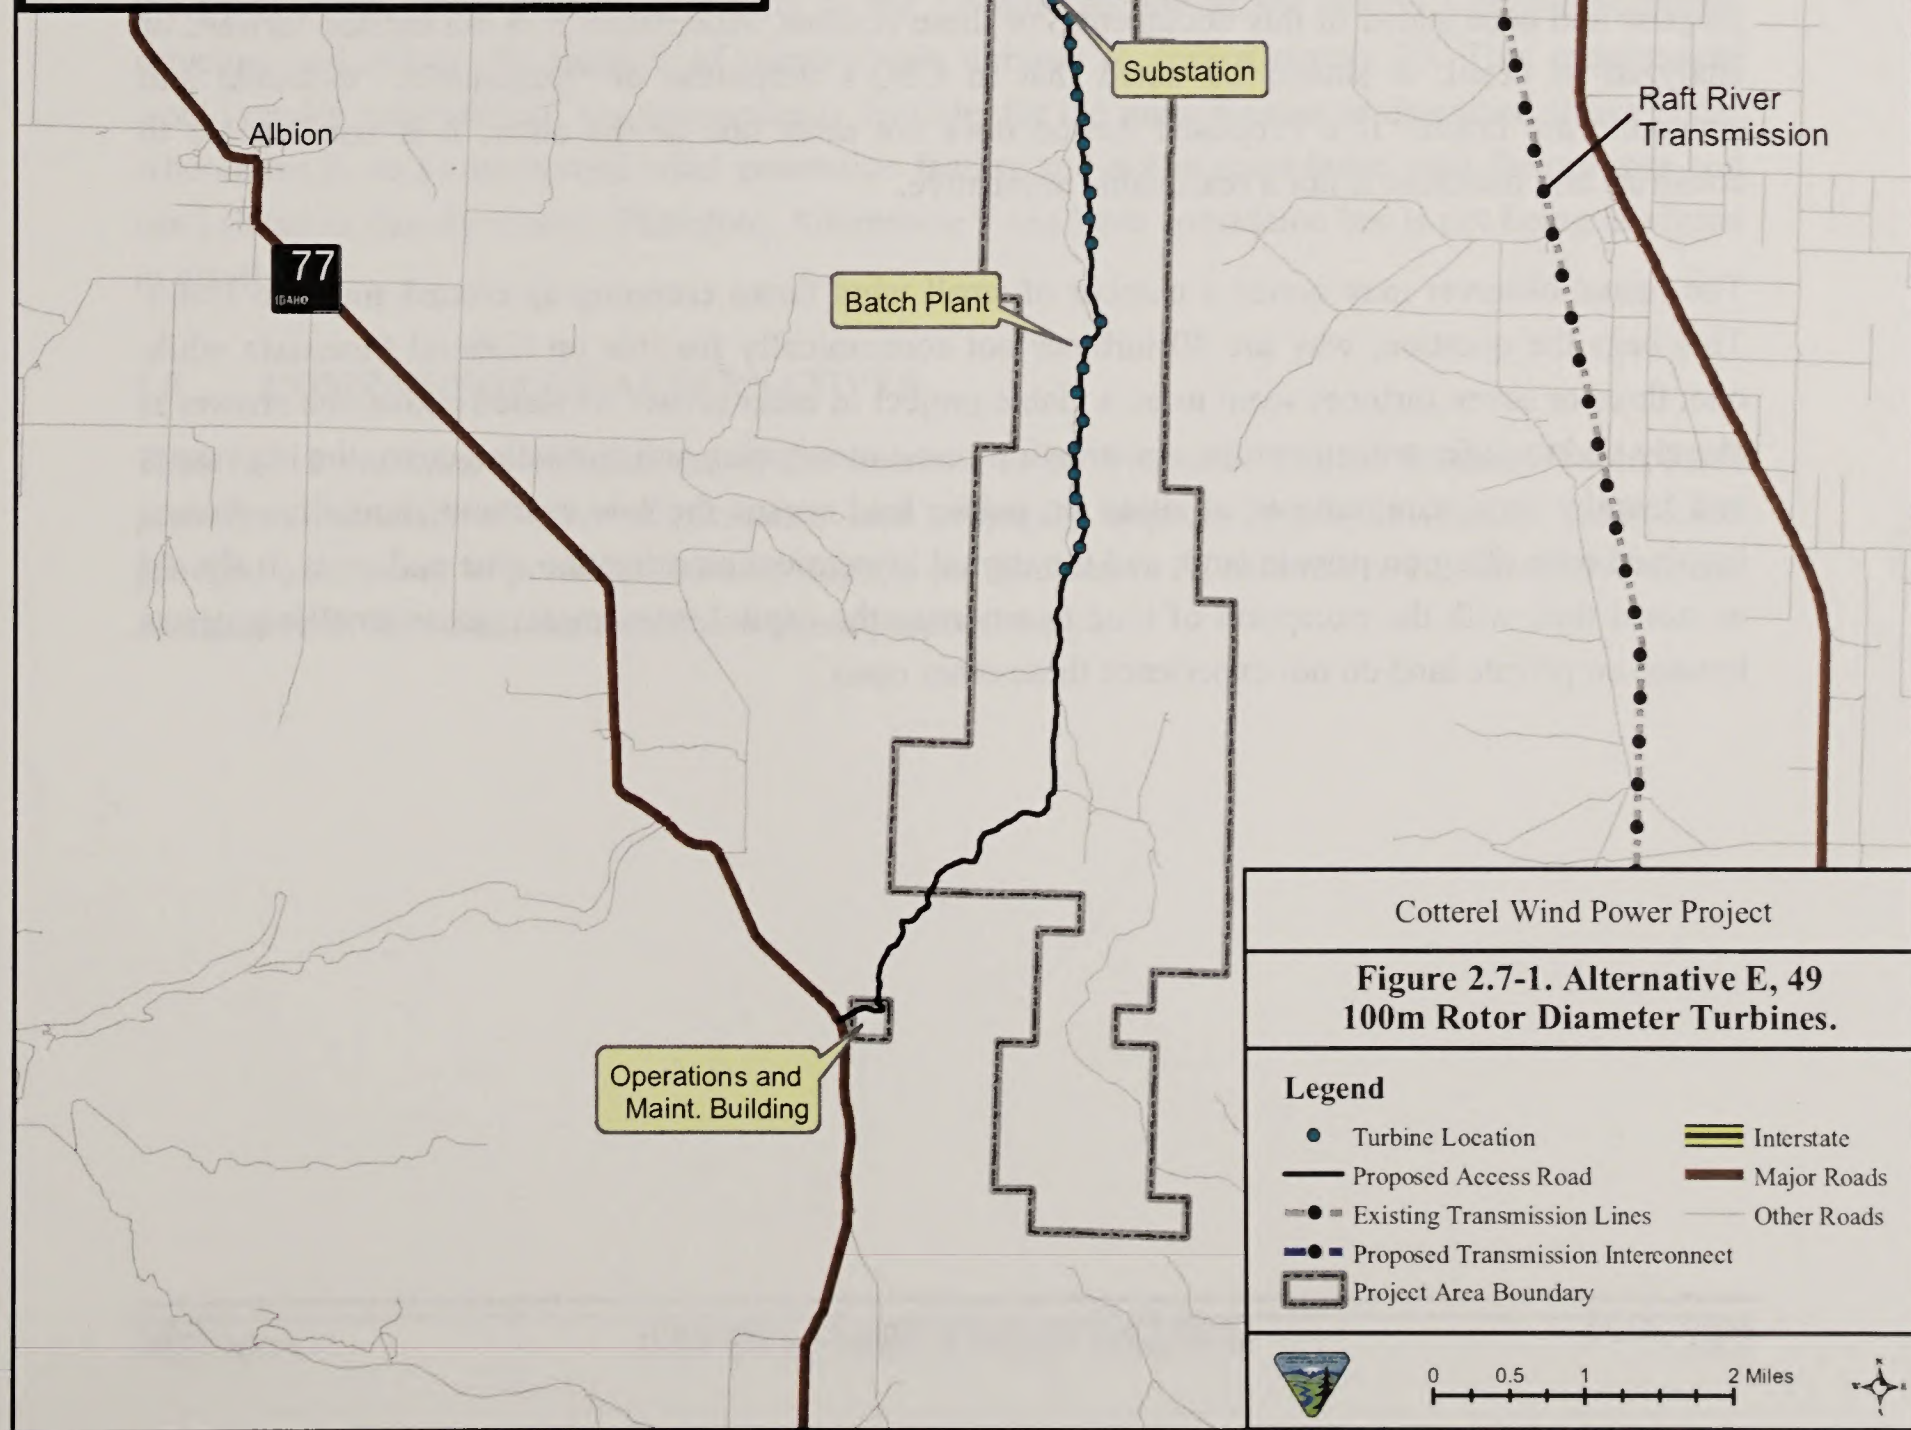 Substation
Raft River
Transmission
Albion
77
IDAHO
Batch Plant
Operations and
Maint. Building
Cotterel Wind Power Project
Figure 2.7-1. Alternative E, 49
100m Rotor Diameter Turbines.
Legend
Turbine Location
Proposed Access Road
Existing Transmission Lines
Proposed Transmission Interconnect
Project Area Boundary
Interstate
Major Roads
Other Roads
0 0.5 1 2 Miles